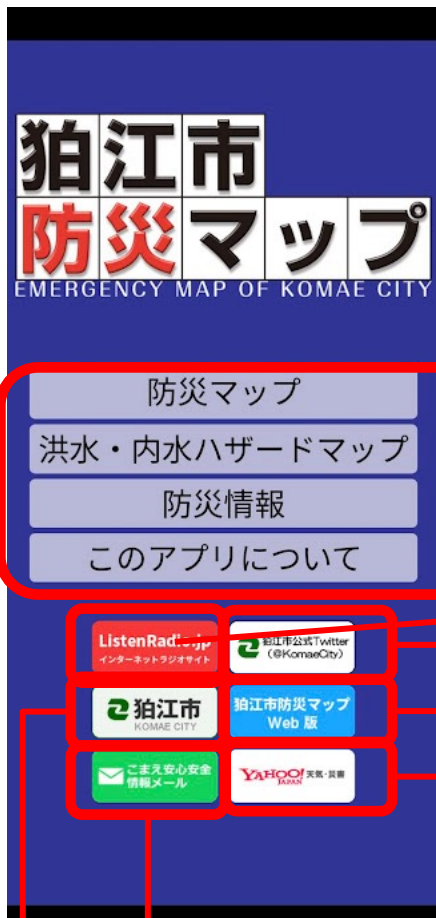 狛江市
防災マップ
EMERGENCY MAP OF KOMAE CITY
防災マップ
洪水・内水ハザードマップ
防災情報
このアプリについて
ListenRadio.jp
インターネットラジオサイト
狛江市公式Twitter
(@KomaeCity)
狛江市
KOMAE CITY
狛江市防災マップ
Web 版
こまえ安心安全
情報メール
YAHOO!
JAPAN
天気・災害